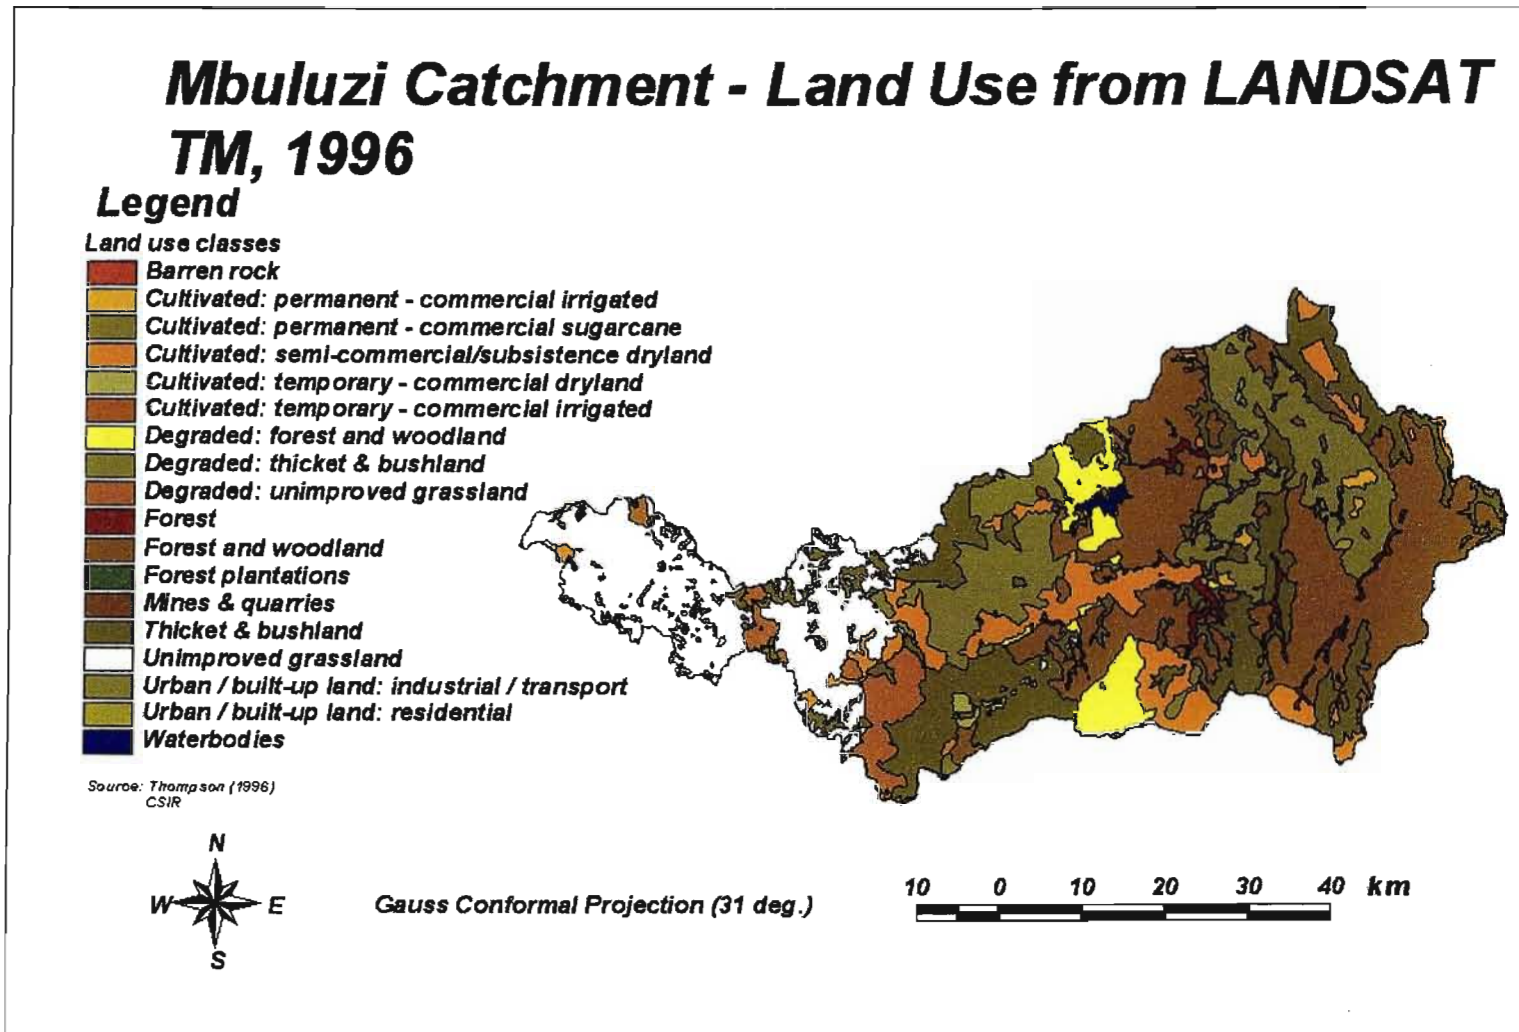 Mbuluzi Catchment - Land Use from LANDSAT
TM, 1996
Legend
Land use classes
Barren rock
Cultivated: permanent - commercial irrigated
Cultivated: permanent - commercial sugarcane
Cultivated: semi-commercial/subsistence dryland
Cultivated: temporary - commercial dryland
Cultivated: temporary - commercial irrigated
Degraded: forest and woodland
Degraded: thicket & bushland
Degraded: unimproved grassland
Forest
Forest and woodland
Forest plantations
Mines & quarries
Thicket & bushland
Unimproved grassland
Urban / built-up land: industrial / transport
Urban / built-up land: residential
Waterbodies
Source: Thompson (1996)
CSIR
N
W E
S
Gauss Conformal Projection (31 deg.)
10 0 10 20 30 40 km